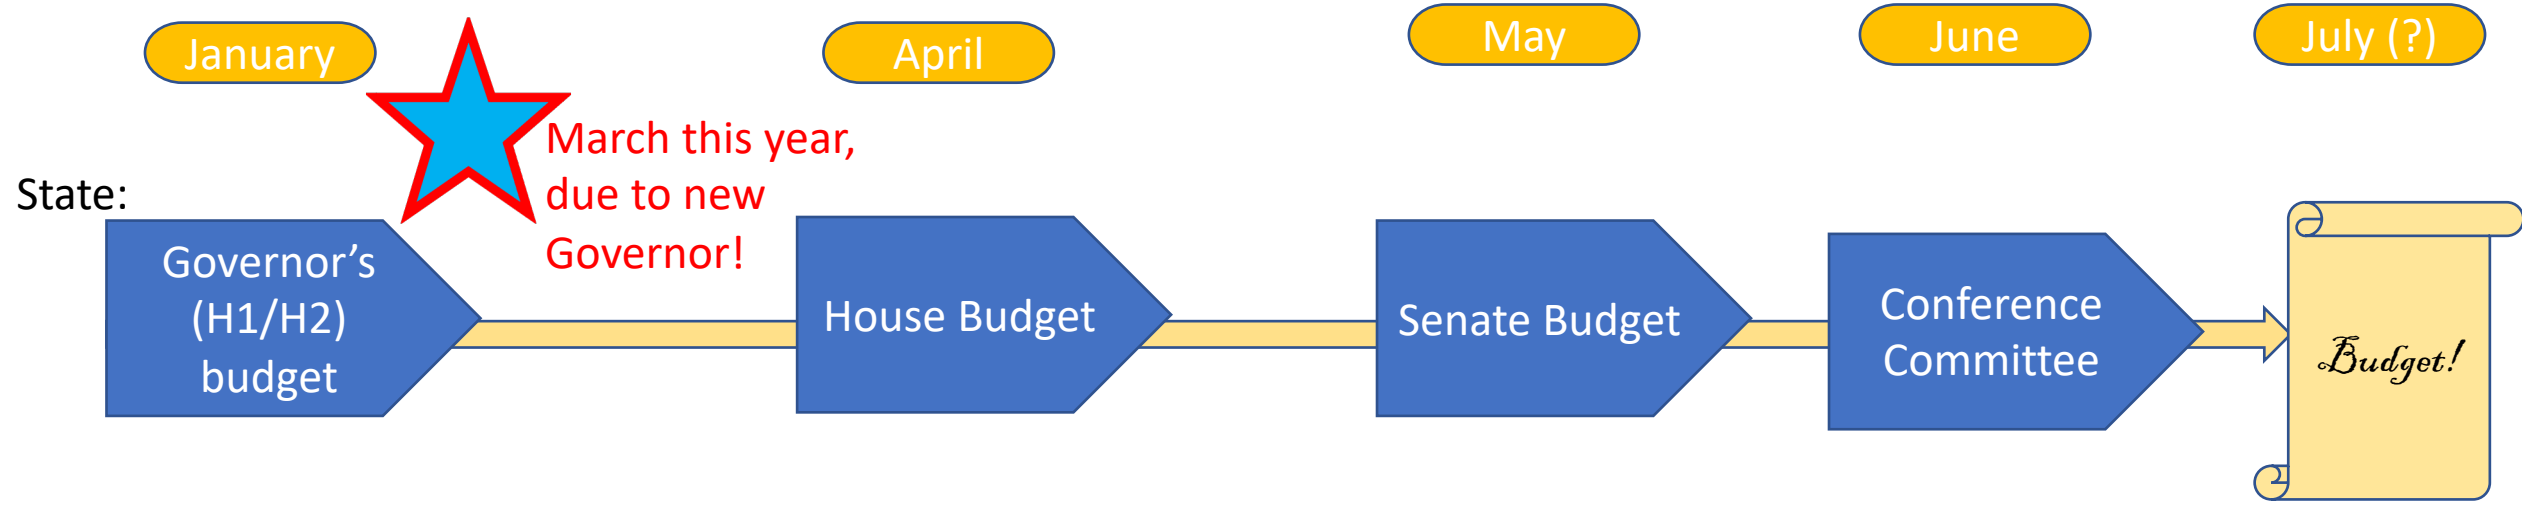 January
April
May
June
July (?)
March this year,
due to new
Governor!
State:
Governor’s
(H1/H2)
budget
House Budget
Senate Budget
Conference
Committee
Budget!